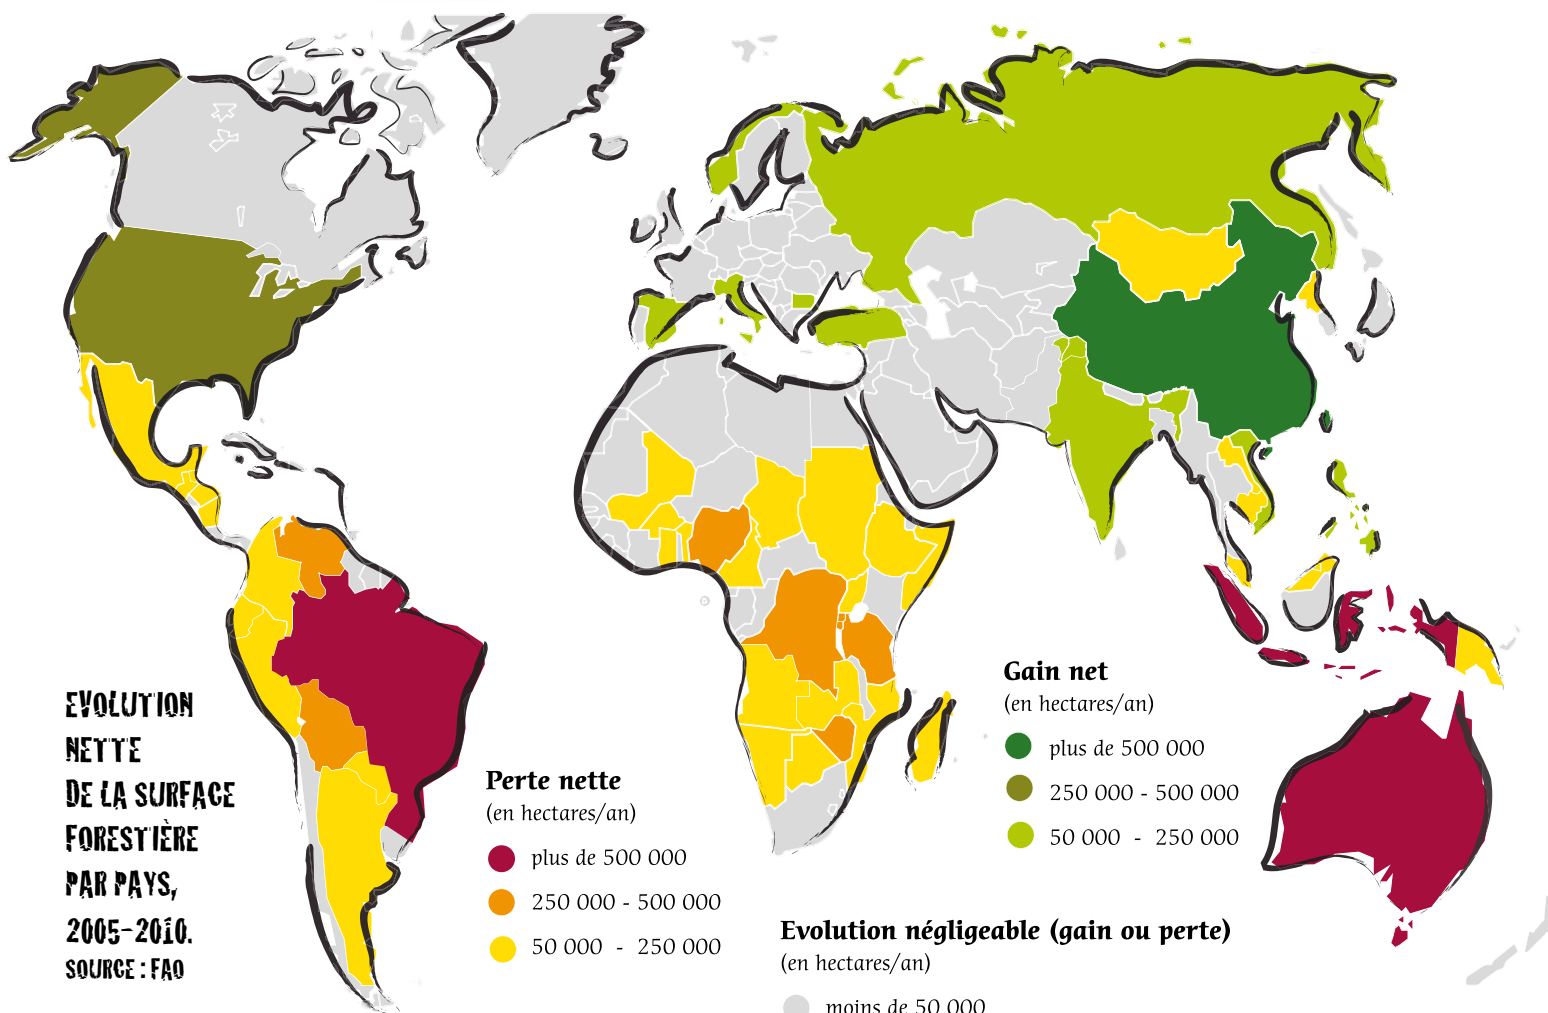 EVOLUTION
NETTE
DE LA SURFACE
FORESTIÈRE
PAR PAYS,
2005-2010.
SOURCE : FAO
Perte nette
(en hectares/an)
plus de 500 000
250 000 - 500 000
50 000 - 250 000
Gain net
(en hectares/an)
plus de 500 000
250 000 - 500 000
50 000 - 250 000
Evolution négligeable (gain ou perte)
(en hectares/an)
moins de 50 000